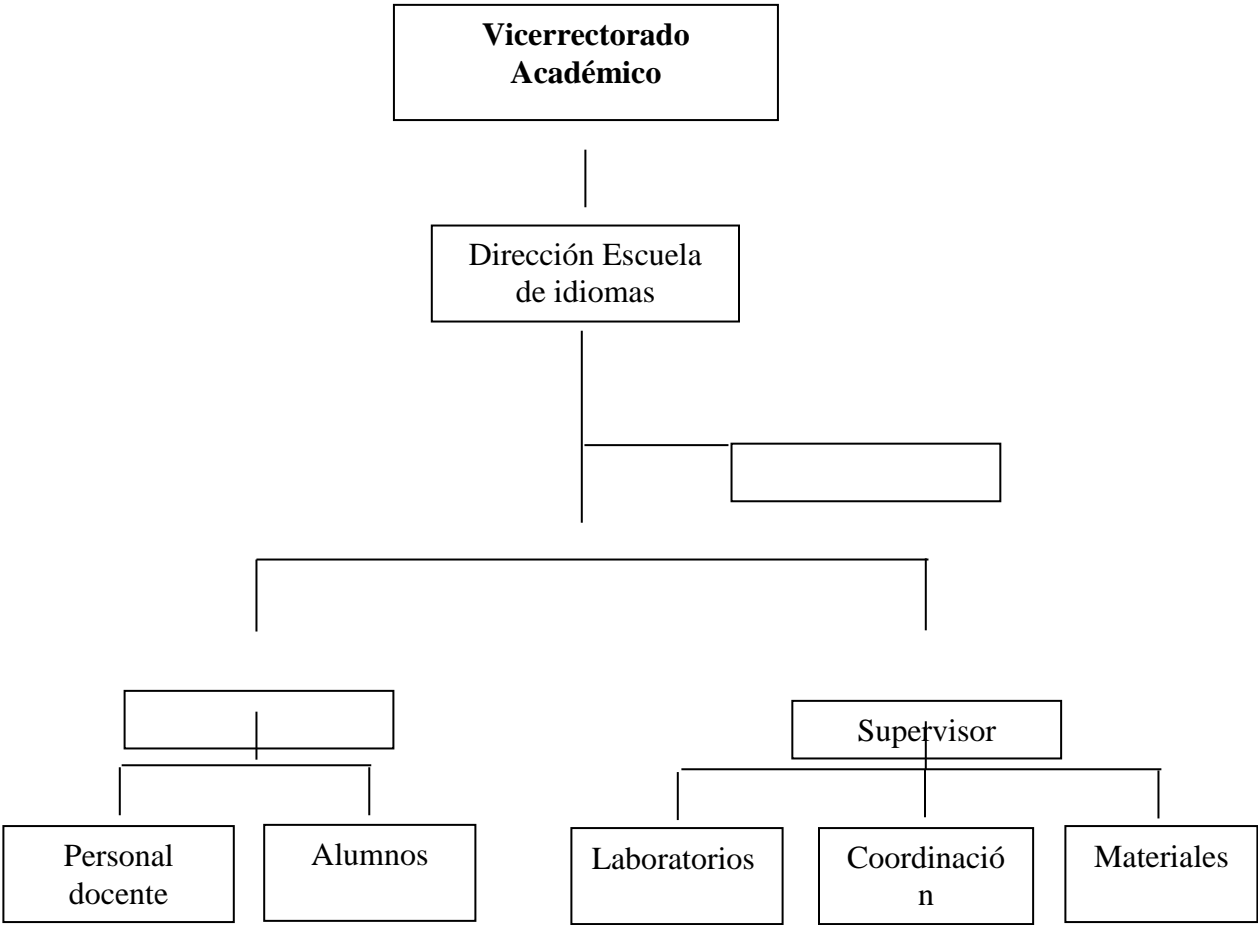 Vicerrectorado
Académico
Dirección Escuela
de idiomas
Supervisor
Personal
docente
Alumnos
Laboratorios
Coordinació
n
Materiales